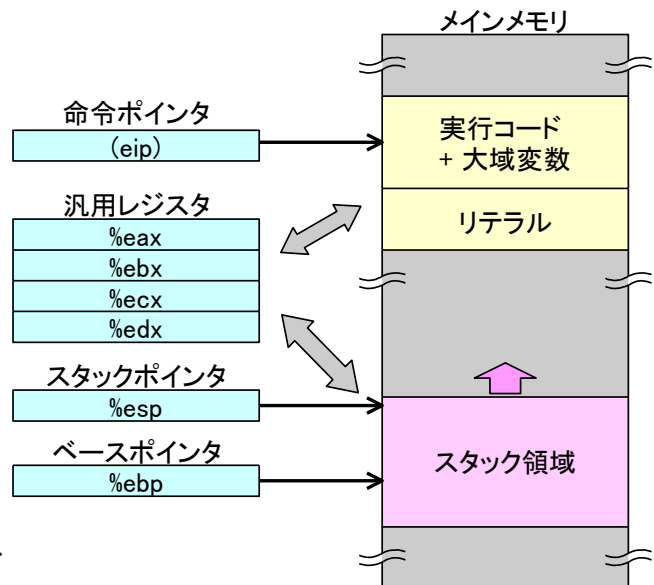 メインメモリ
命令ポインタ
(eip)
実行コード
+ 大域変数
汎用レジスタ
%eax
%ebx
%ecx
%edx
リテラル
スタックポインタ
%esp
ベースポインタ
%ebp
スタック領域
.